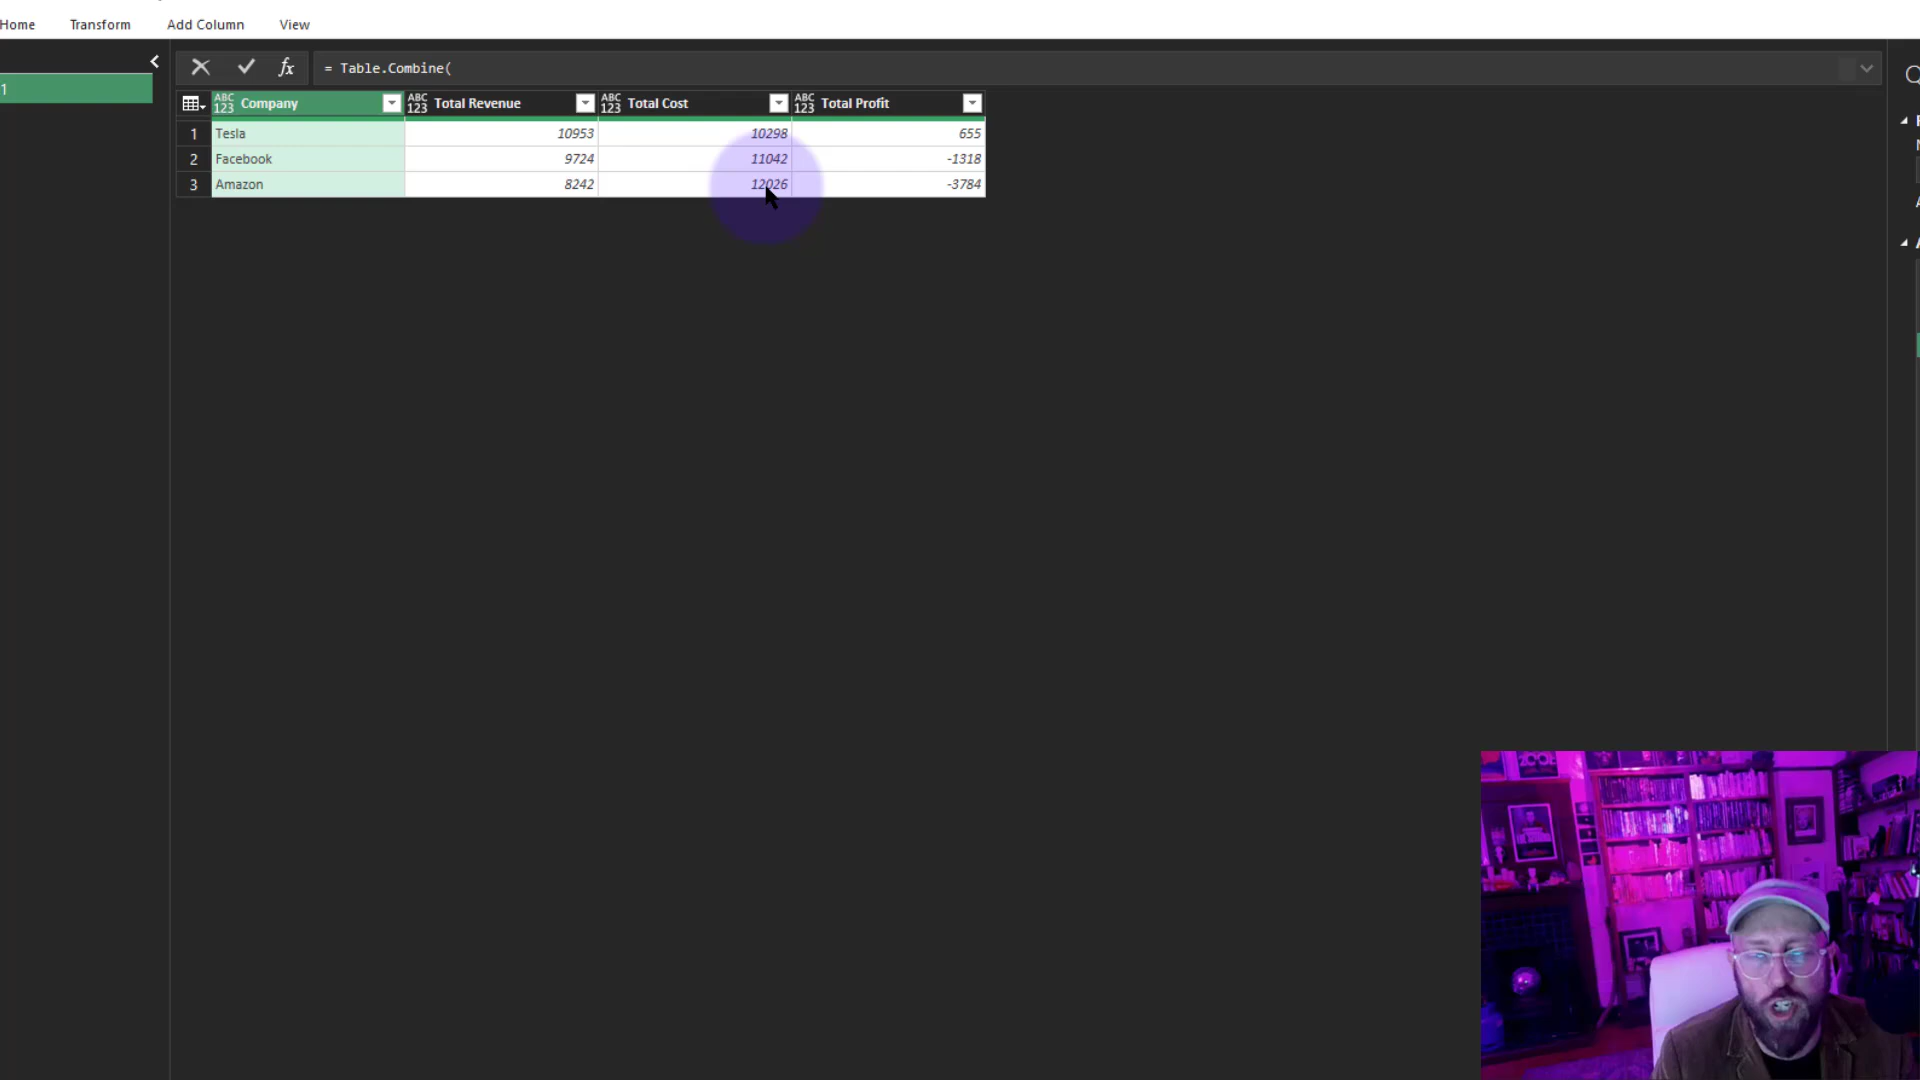 Home Transform Add Column View
1
fx = Table.Combine(
ABC 123 Company ABC 123 Total Revenue ABC 123 Total Cost ABC 123 Total Profit
1 Tesla 10953 10298 655
2 Facebook 9724 11042 -1318
3 Amazon 8242 12026 -3784